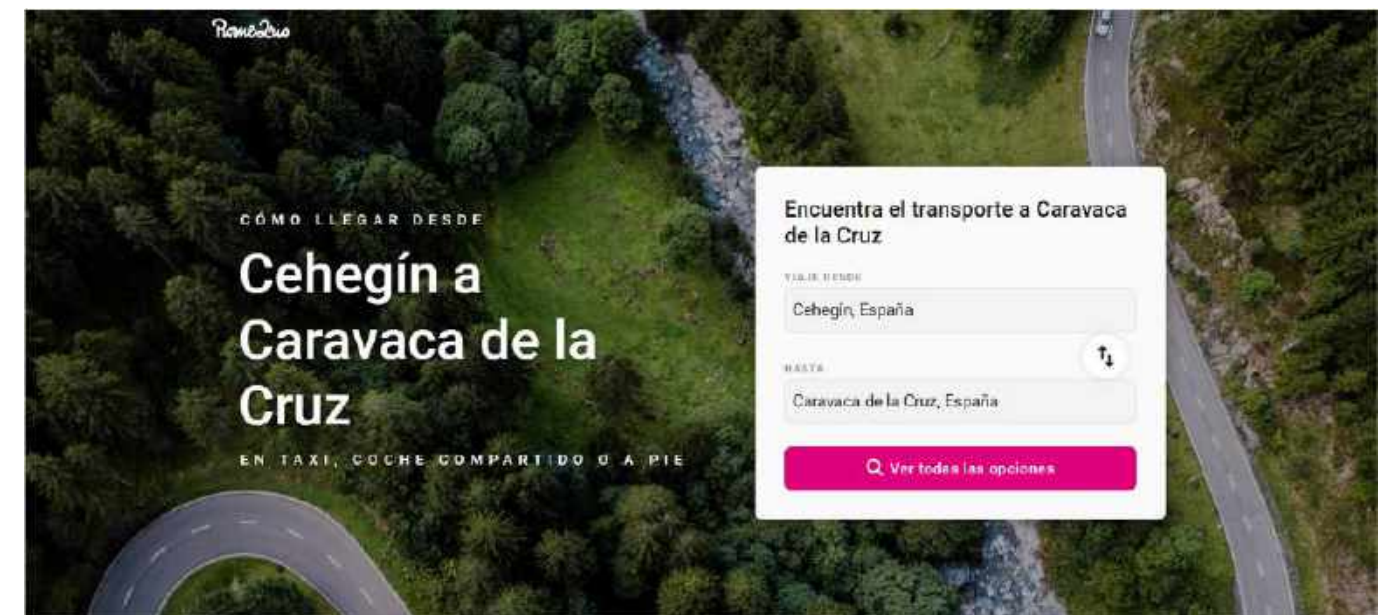 Rome2Rio
CÓMO LLEGAR DESDE
Cehegín a
Caravaca de la
Cruz
EN TAXI, COCHE COMPARTIDO O A PIE
Encuentra el transporte a Caravaca
de la Cruz
VIAJE DESDE
Cehegín, España
HASTA
Caravaca de la Cruz, España
Ver todas las opciones